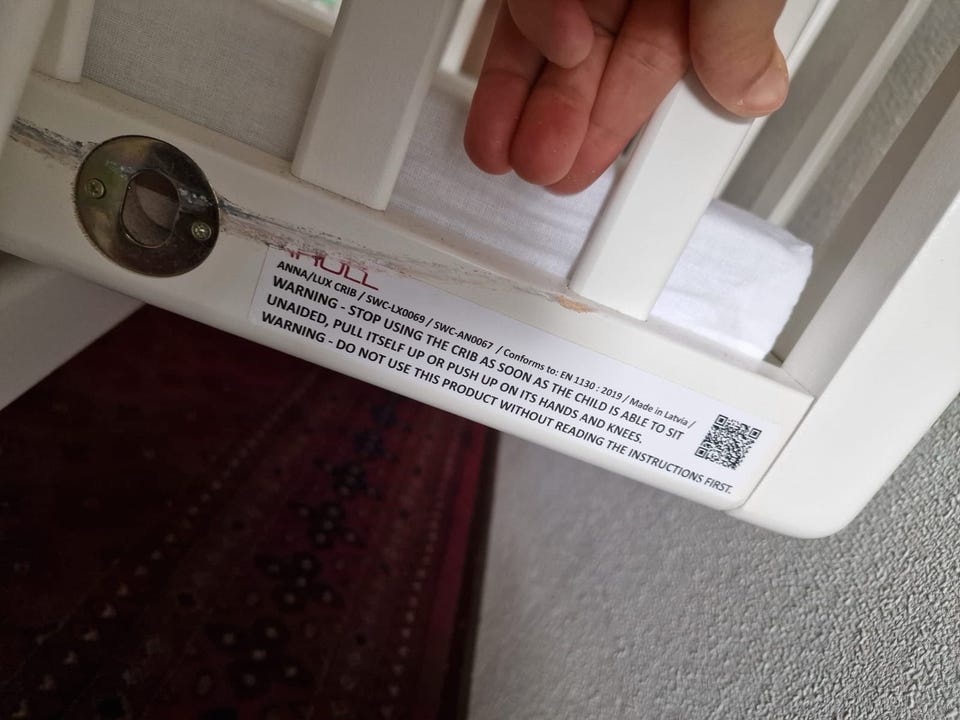 ANNA/LUX CRIB / SWC-LX0069 / SWC-AN0067 / Conforms to: EN 1130 : 2019 / Made in Latvia /
WARNING - STOP USING THE CRIB AS SOON AS THE CHILD IS ABLE TO SIT
UNAIDED, PULL ITSELF UP OR PUSH UP ON ITS HANDS AND KNEES.
WARNING - DO NOT USE THIS PRODUCT WITHOUT READING THE INSTRUCTIONS FIRST.